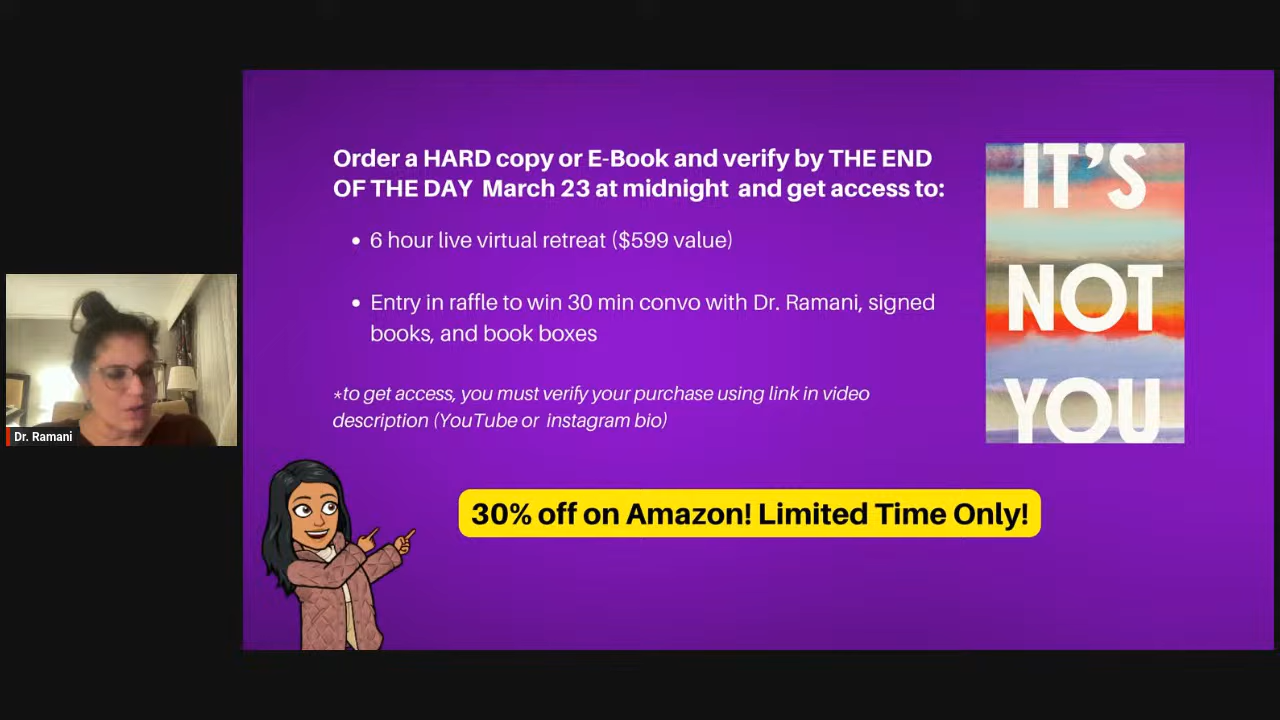 Order a HARD copy or E-Book and verify by THE END
OF THE DAY March 23 at midnight and get access to:
• 6 hour live virtual retreat ($599 value)
• Entry in raffle to win 30 min convo with Dr. Ramani, signed
books, and book boxes
*to get access, you must verify your purchase using link in video
description (YouTube or instagram bio)
30% off on Amazon! Limited Time Only!
IT'S
NOT
YOU
Dr. Ramani